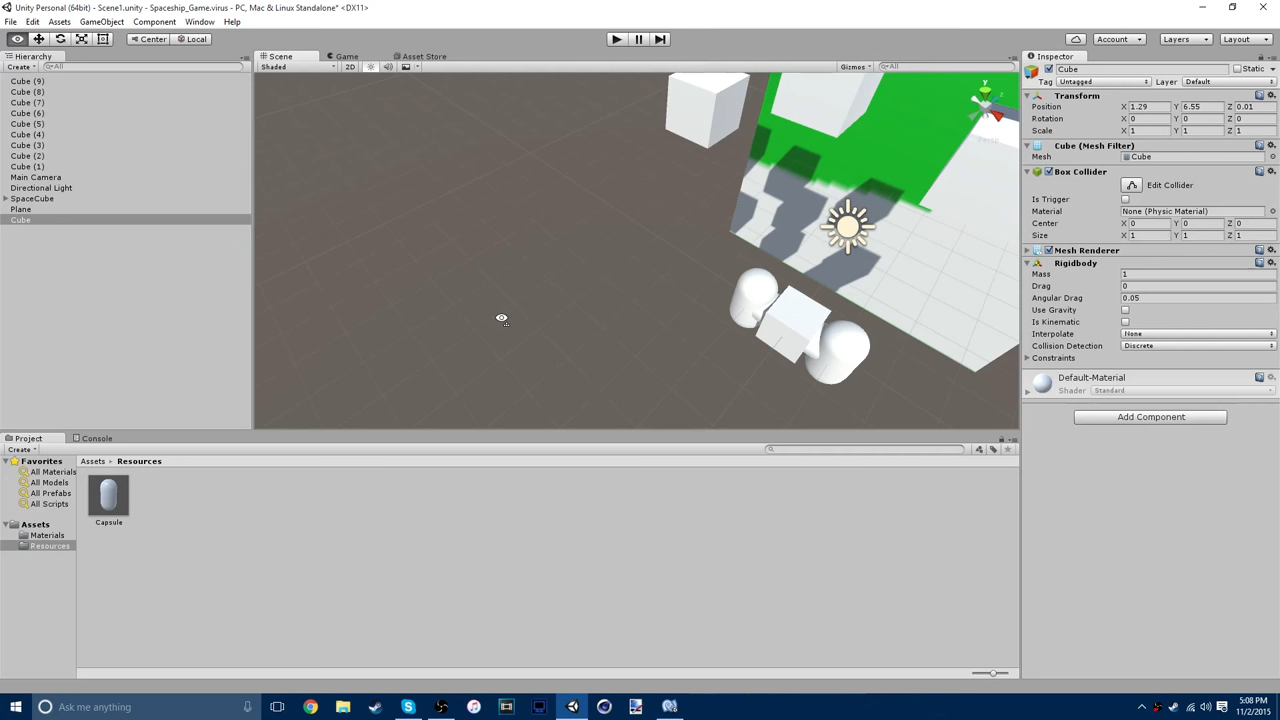 Unity Personal (64bit) - Scene1.unity - Spaceship_Game.virus - PC, Mac & Linux Standalone* <DX11>
File Edit Assets GameObject Component Window Help
Center Local Account Layers Layout
Hierarchy Scene Game Asset Store Inspector
Create All Shaded 2D Gizmos All Cube Static
Cube (9)
Cube (8)
Cube (7)
Cube (6)
Cube (5)
Cube (4)
Cube (3)
Cube (2)
Cube (1)
Main Camera
Directional Light
SpaceCube
Plane
Cube
y
z
Persp
Tag Untagged Layer Default
Transform
Position X 1.29 Y 6.55 Z 0.01
Rotation X 0 Y 0 Z 0
Scale X 1 Y 1 Z 1
Cube (Mesh Filter)
Mesh Cube
Box Collider
Edit Collider
Is Trigger
Material None (Physic Material)
Center X 0 Y 0 Z 0
Size X 1 Y 1 Z 1
Mesh Renderer
Rigidbody
Mass 1
Drag 0
Angular Drag 0.05
Use Gravity
Is Kinematic
Interpolate None
Collision Detection Discrete
Constraints
Default-Material
Shader Standard
Add Component
Project Console
Create
Favorites
All Materials
All Models
All Prefabs
All Scripts
Assets
Materials
Resources
Assets Resources
Capsule
Ask me anything
5:08 PM
11/2/2015